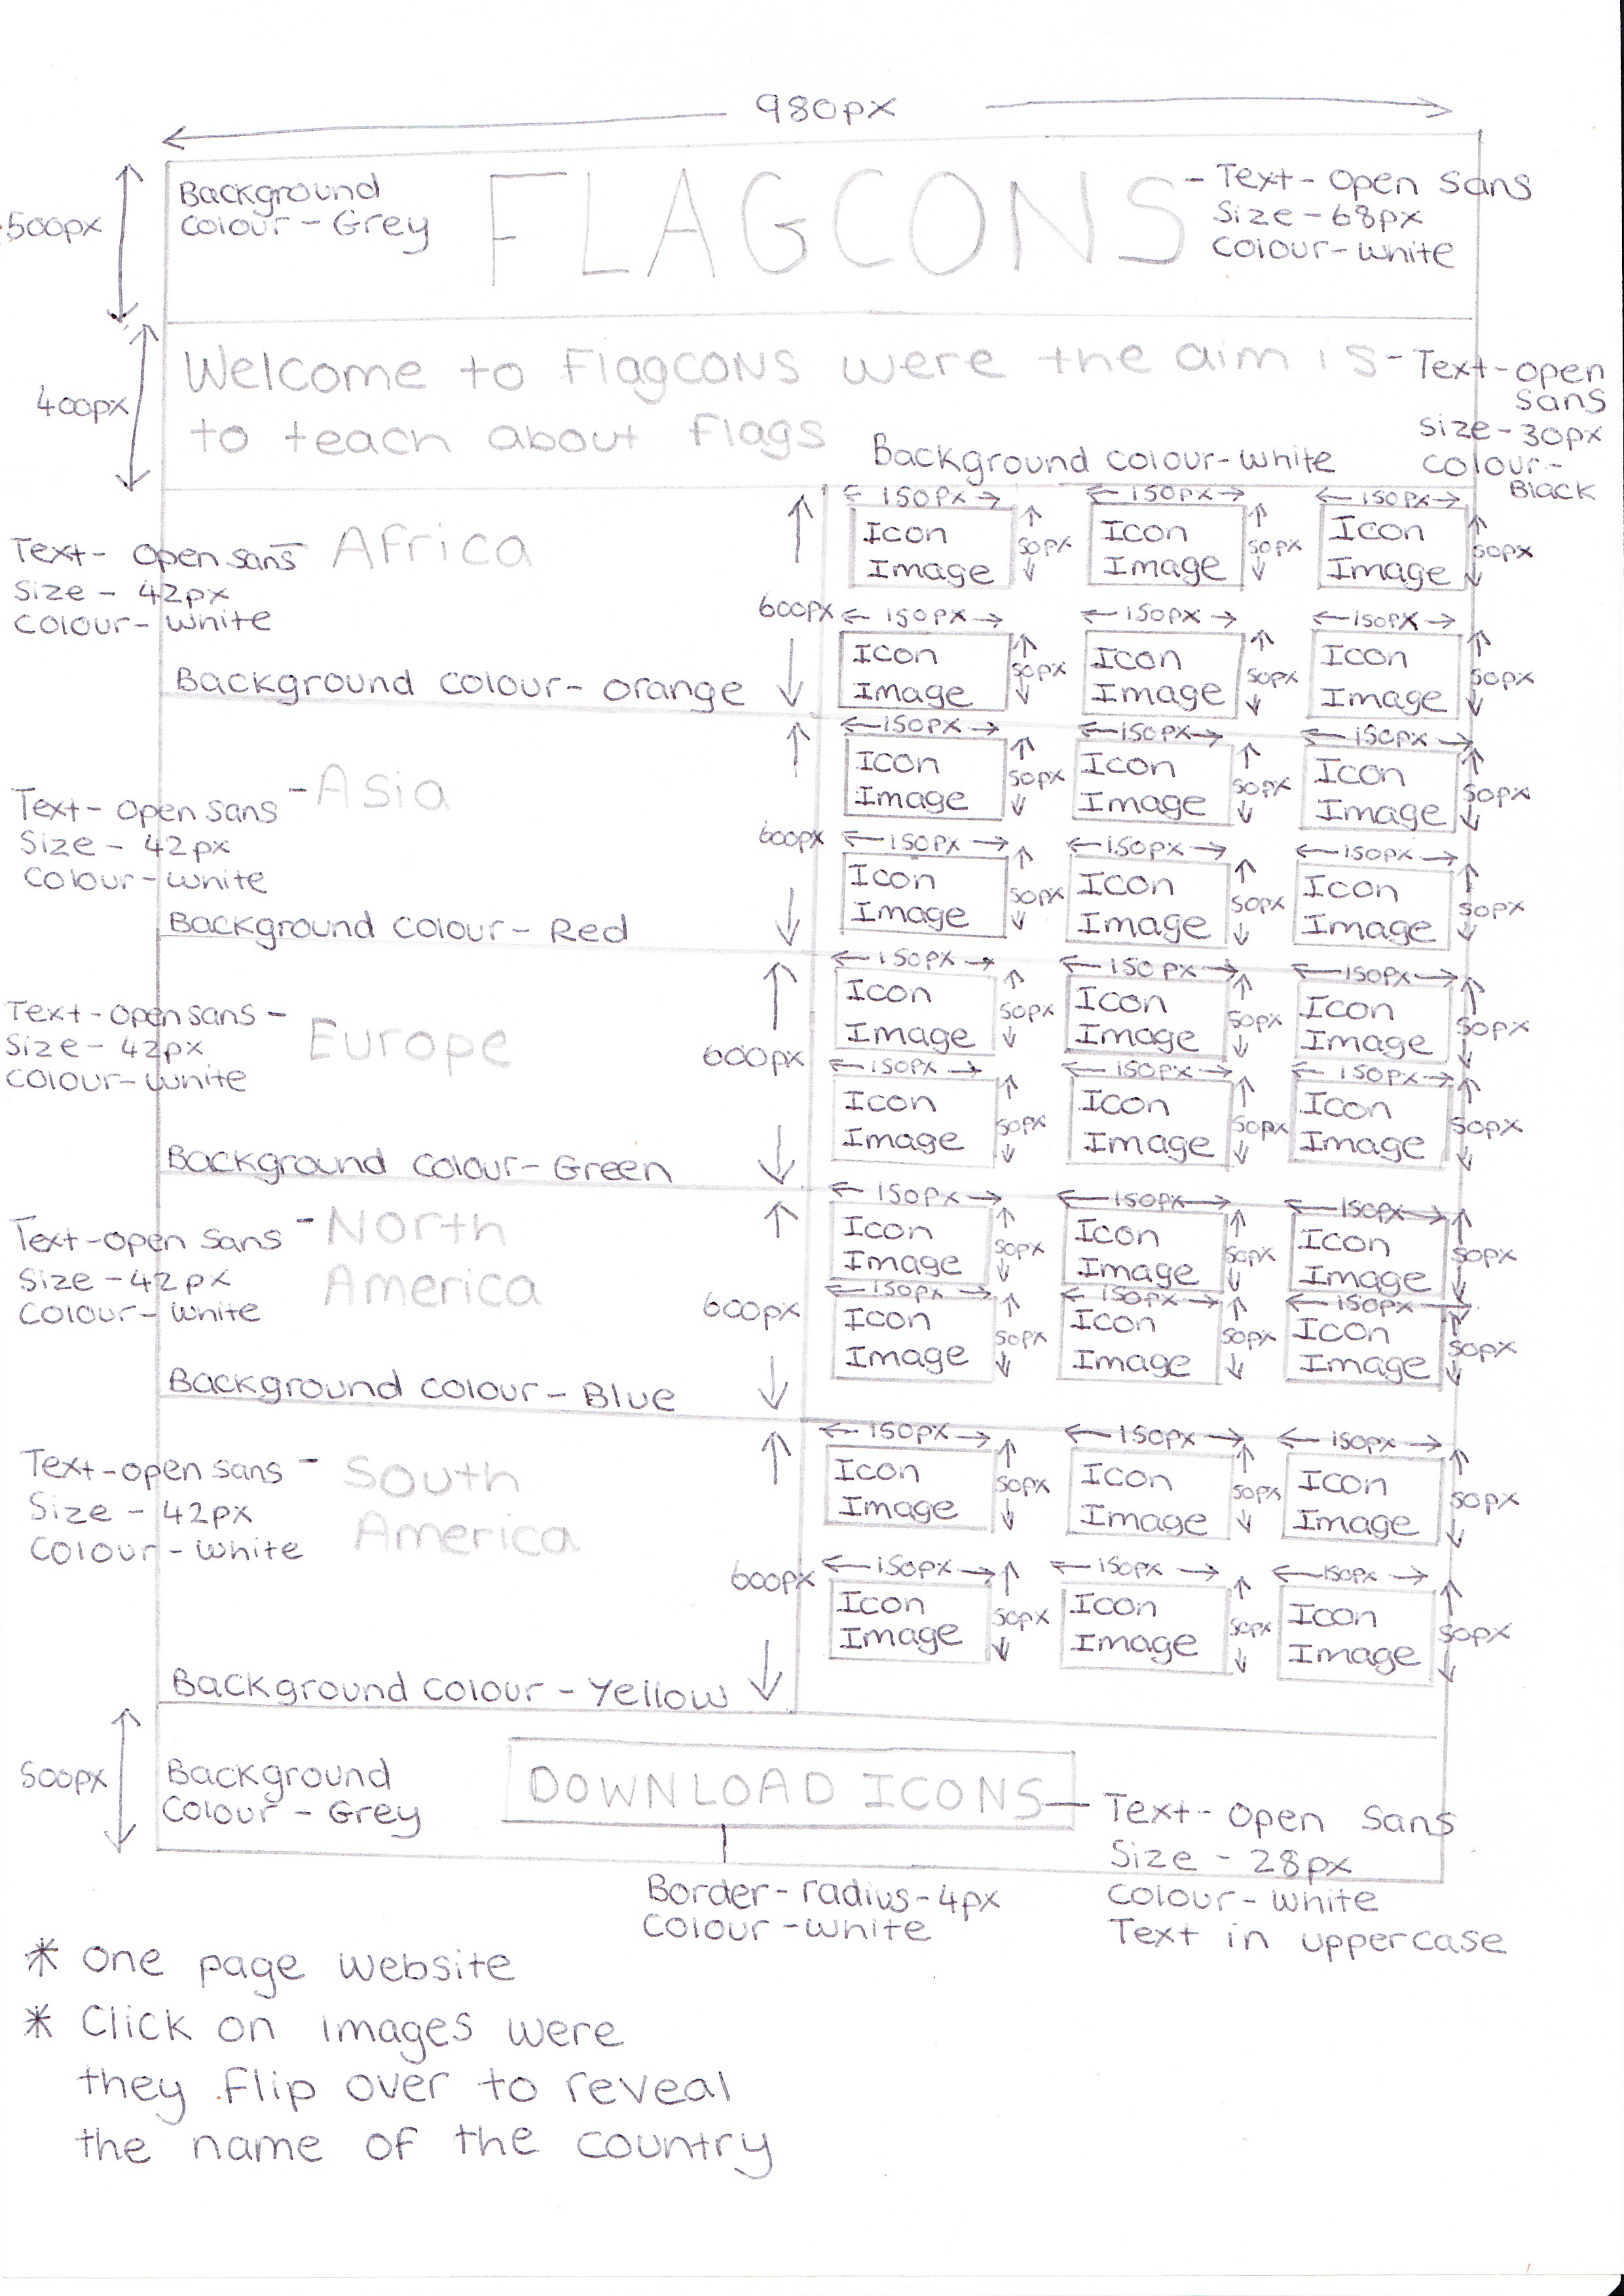 980px
500px
Background
Colour - Grey
FLAGCONS
- Text - Open Sans
Size - 68px
Colour - White
400px
Welcome to Flagcons were the aim is
to teach about flags
- Text - Open
Sans
Size - 30px
Colour -
Black
Background Colour - White
Text - Open Sans -
Size - 42px
Colour - White
Africa
600px
Background Colour - Orange
150px 150px 150px
Icon Image 50px Icon Image 50px Icon Image 50px
150px 150px 150px
Icon Image 50px Icon Image 50px Icon Image 50px
Text - Open Sans -
Size - 42px
Colour - White
Asia
600px
Background Colour - Red
150px 150px 150px
Icon Image 50px Icon Image 50px Icon Image 50px
150px 150px 150px
Icon Image 50px Icon Image 50px Icon Image 50px
Text - Open Sans -
Size - 42px
Colour - White
Europe
600px
Background Colour - Green
150px 150px 150px
Icon Image 50px Icon Image 50px Icon Image 50px
150px 150px 150px
Icon Image 50px Icon Image 50px Icon Image 50px
Text - Open Sans -
Size - 42px
Colour - White
North
America
600px
Background Colour - Blue
150px 150px 150px
Icon Image 50px Icon Image 50px Icon Image 50px
150px 150px 150px
Icon Image 50px Icon Image 50px Icon Image 50px
Text - Open Sans -
Size - 42px
Colour - White
South
America
600px
Background Colour - Yellow
150px 150px 150px
Icon Image 50px Icon Image 50px Icon Image 50px
150px 150px 150px
Icon Image 50px Icon Image 50px Icon Image 50px
500px
Background
Colour - Grey
DOWNLOAD ICONS
Text - Open Sans
Size - 28px
Colour - White
Text in uppercase
Border - radius - 4px
Colour - White
* One page website
* Click on images were
they flip over to reveal
the name of the country